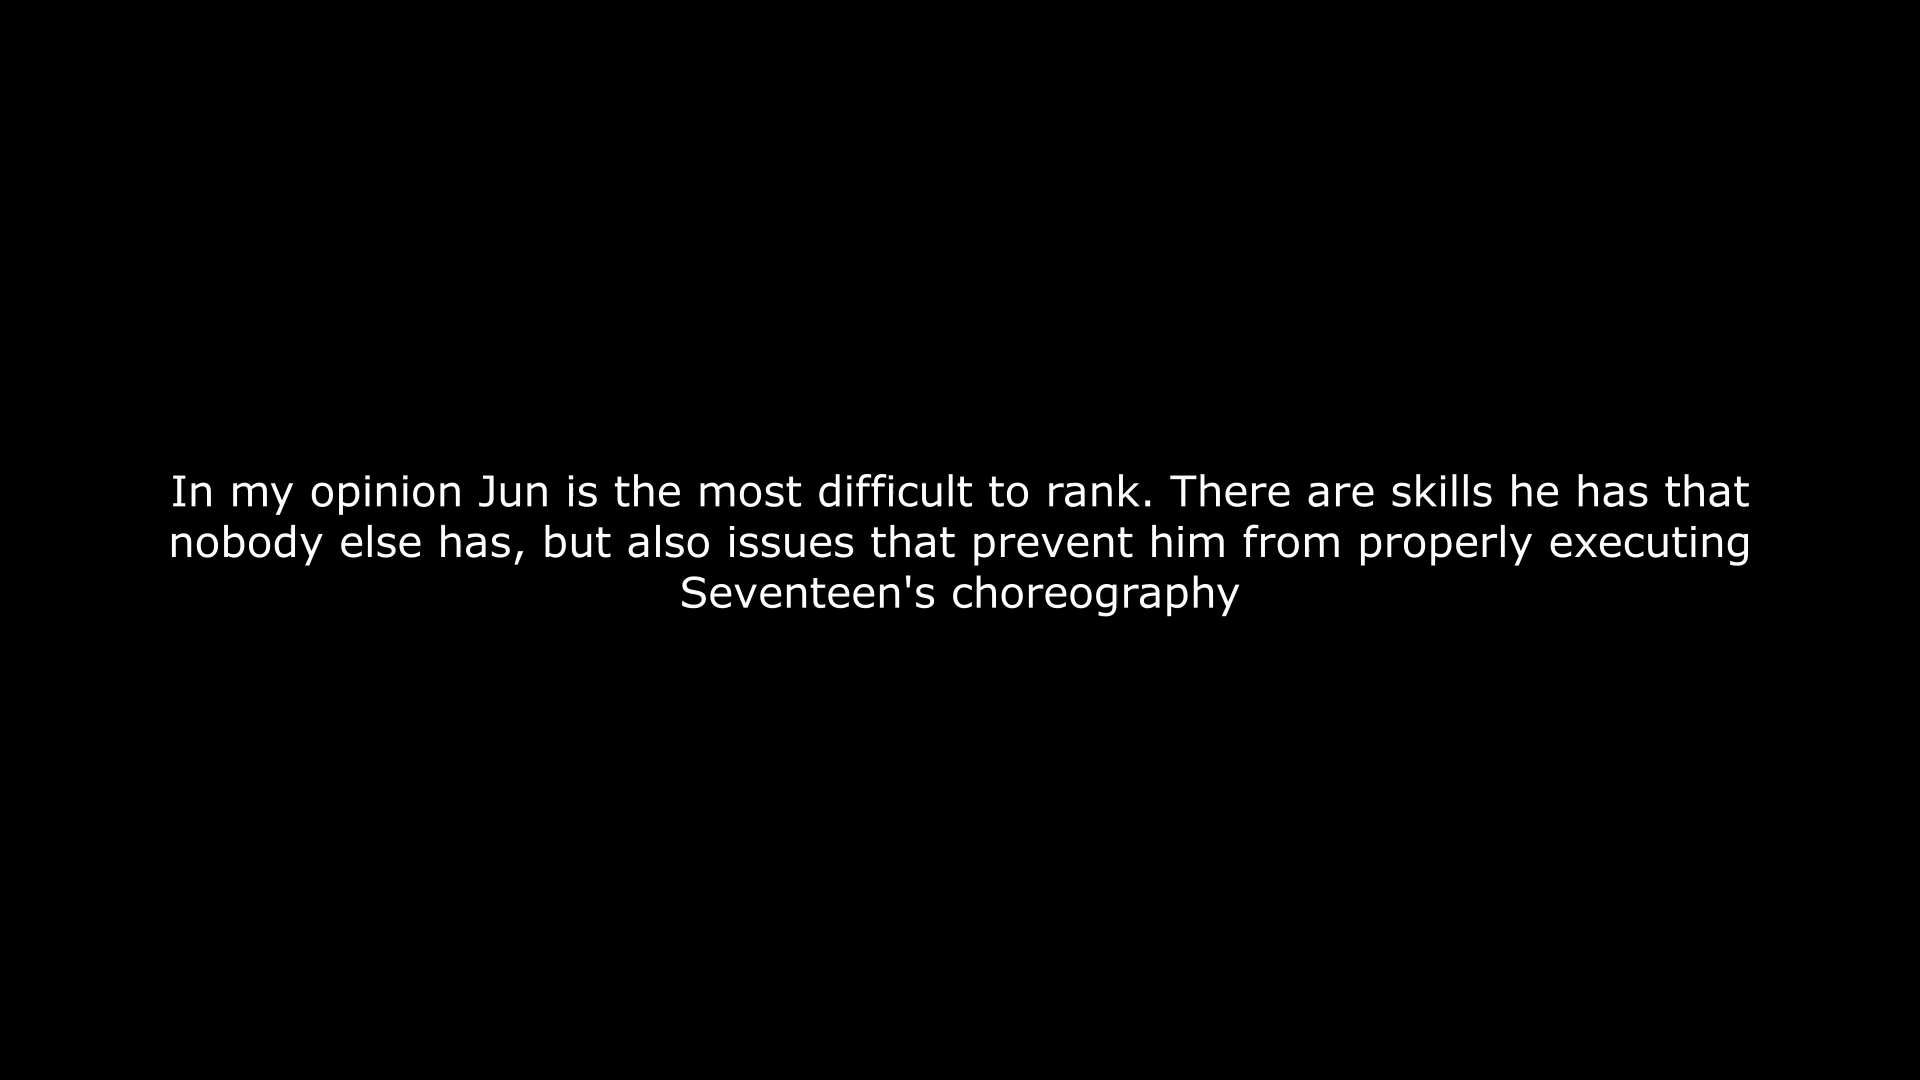 In my opinion Jun is the most difficult to rank. There are skills he has that
nobody else has, but also issues that prevent him from properly executing
Seventeen's choreography